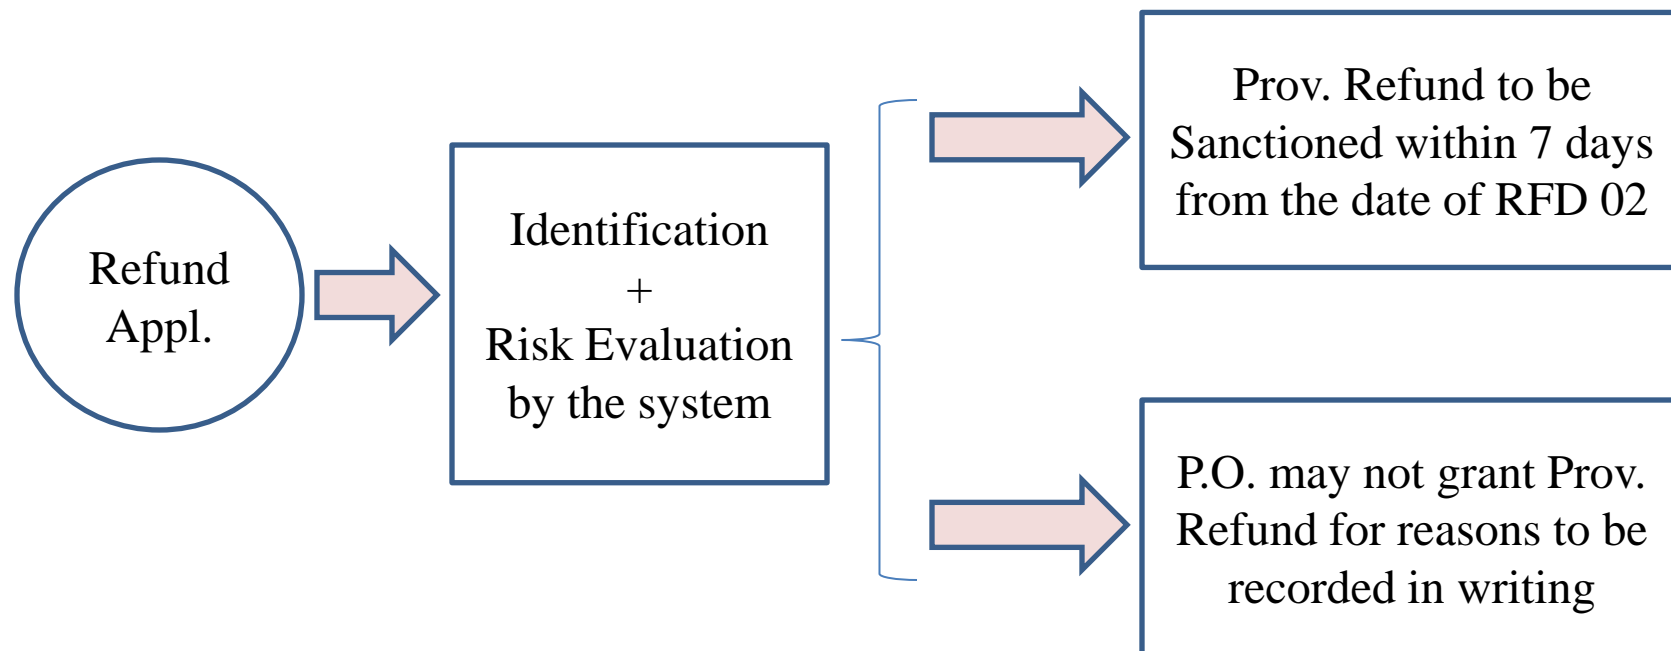 Refund
Appl.
Identification
+
Risk Evaluation
by the system
Prov. Refund to be
Sanctioned within 7 days
from the date of RFD 02
P.O. may not grant Prov.
Refund for reasons to be
recorded in writing